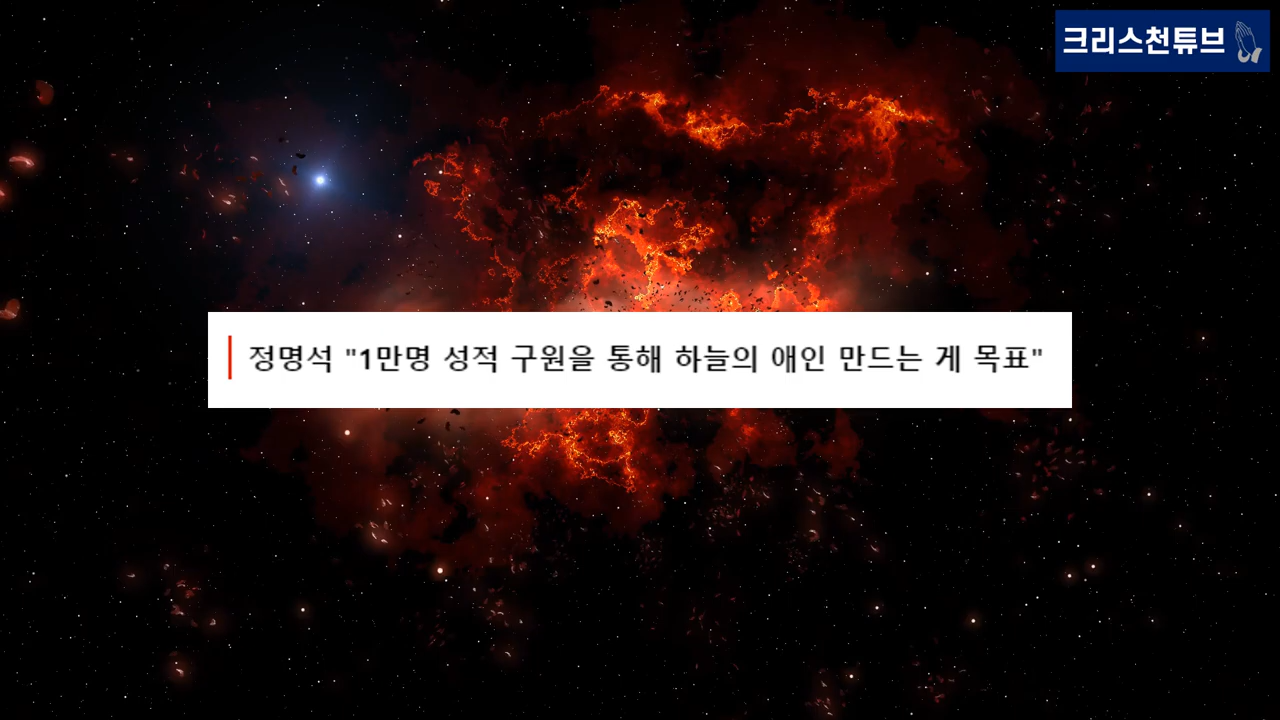 크리스천튜브
정명석 "1만명 성적 구원을 통해 하늘의 애인 만드는 게 목표"